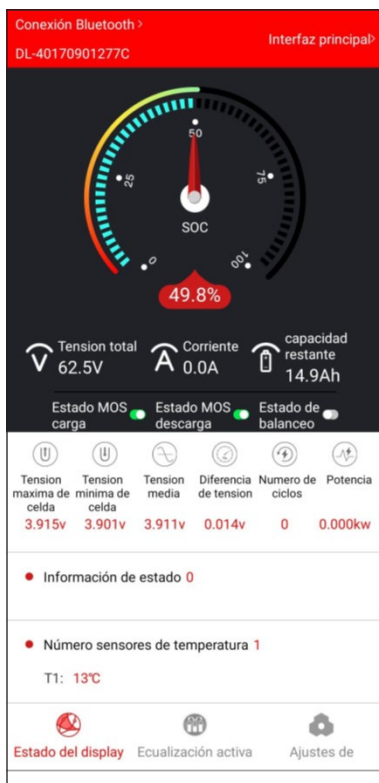 Conexión Bluetooth >
Interfaz principal>
DL-40170901277C
50
25
75
SOC
0
100
49.8%
Tension total
62.5V
Corriente
0.0A
capacidad
restante
14.9Ah
Estado MOS
carga
Estado MOS
descarga
Estado de
balanceo
Tension
maxima de
celda
3.915v
Tension
minima de
celda
3.901v
Tension
media
3.911v
Diferencia
de tension
0.014v
Numero de
ciclos
0
Potencia
0.000kw
Información de estado 0
Número sensores de temperatura 1
T1: 13℃
Estado del display
Ecualización activa
Ajustes de